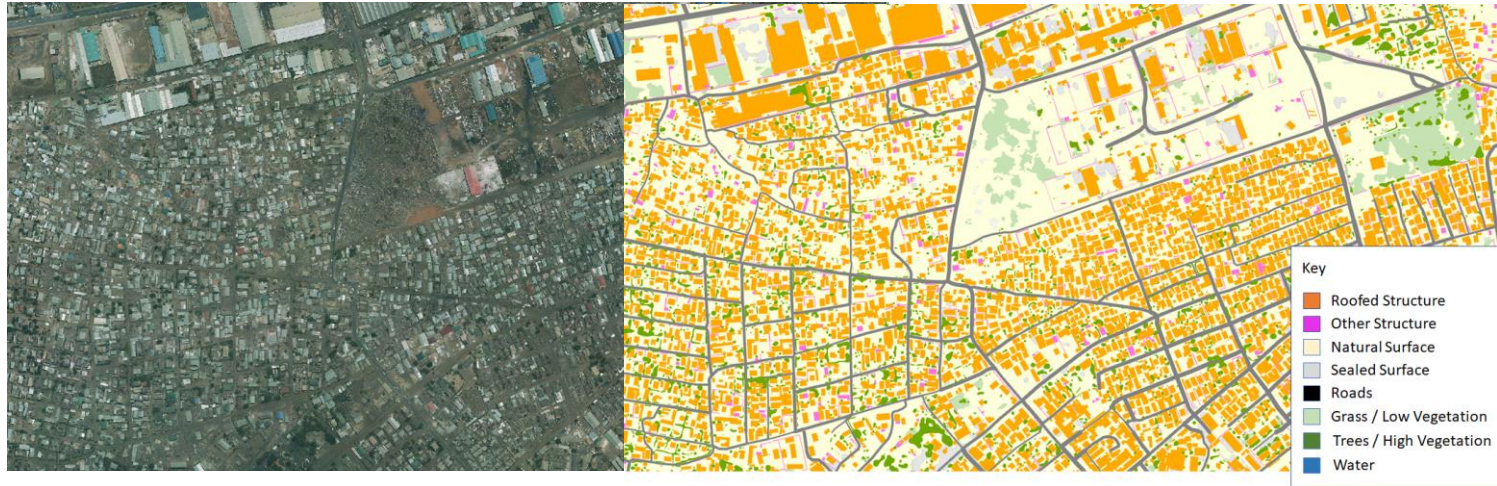 Key
Roofed Structure
Other Structure
Natural Surface
Sealed Surface
Roads
Grass / Low Vegetation
Trees / High Vegetation
Water